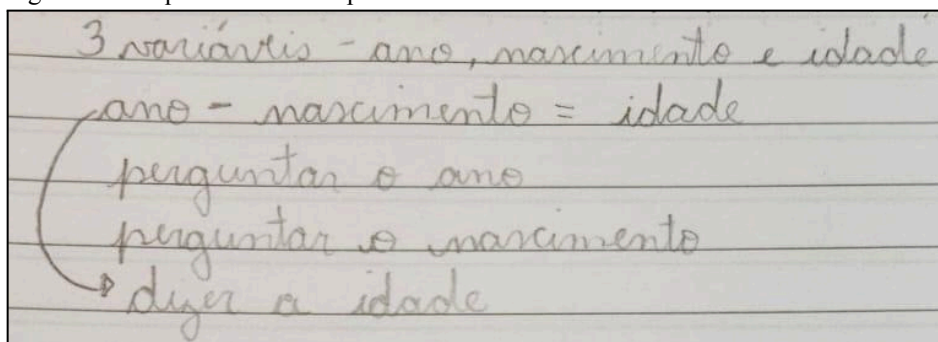 3 variáveis - ano, nascimento e idade
ano - nascimento = idade
perguntar o ano
perguntar o nascimento
dizer a idade